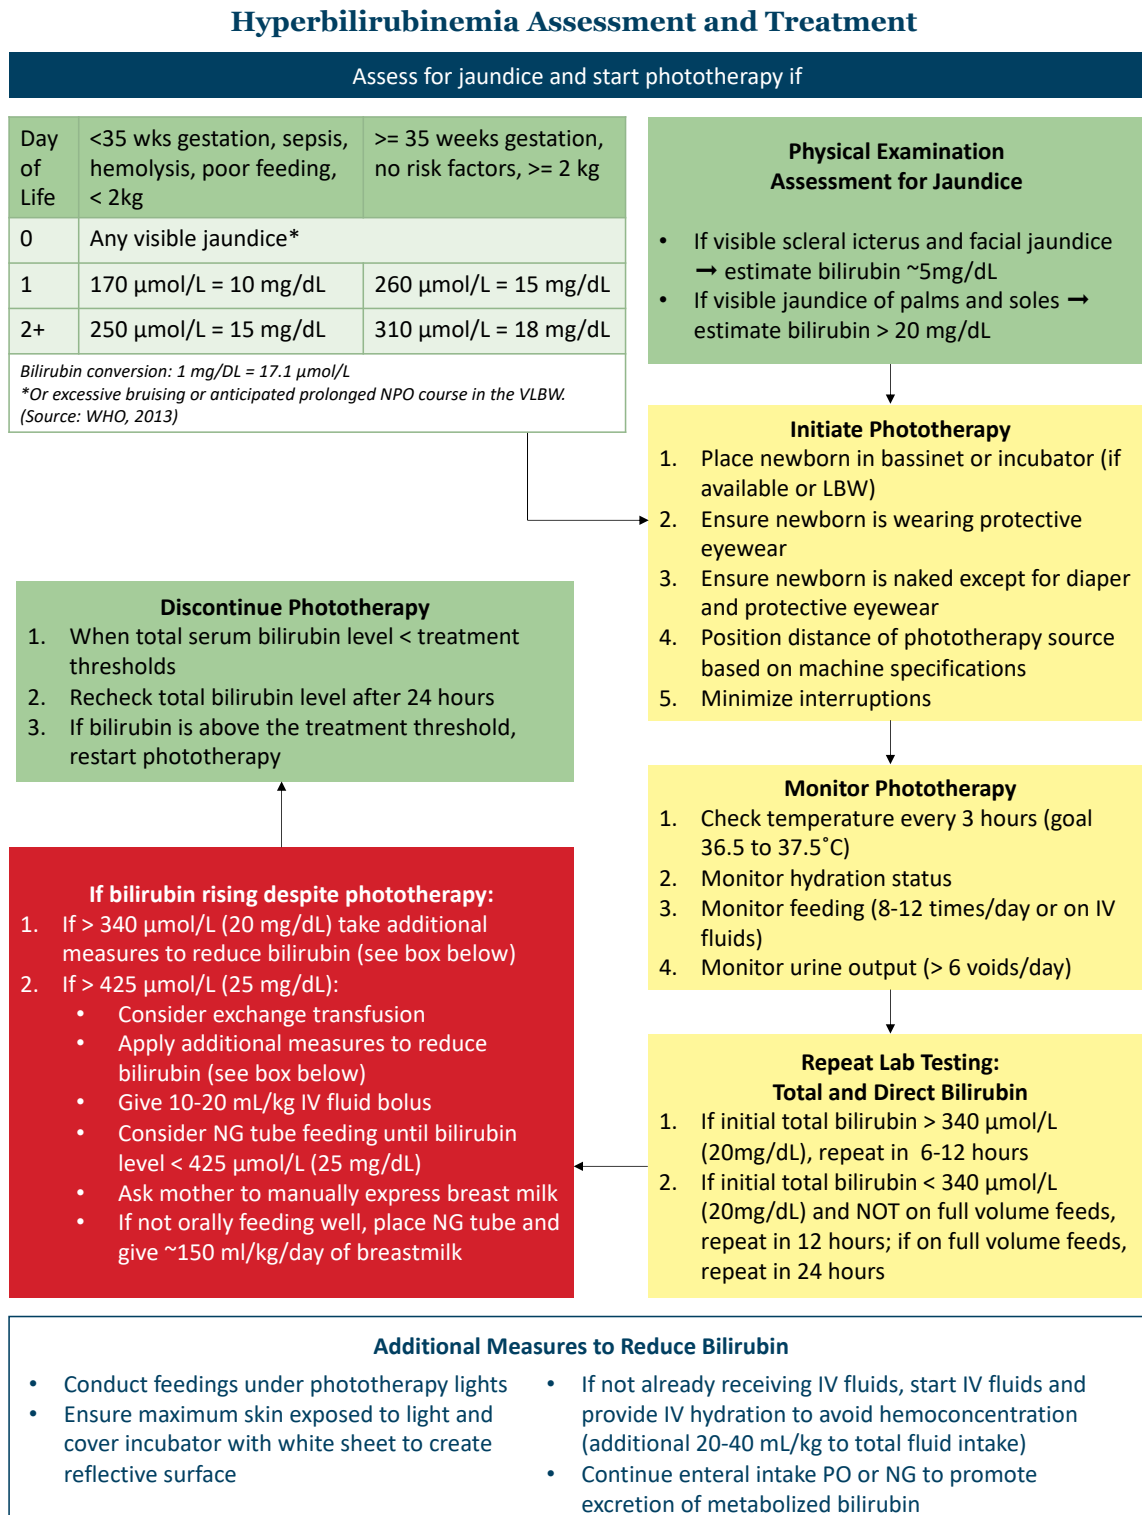 Hyperbilirubinemia Assessment and Treatment
Assess for jaundice and start phototherapy if
Day of Life
<35 wks gestation, sepsis,
hemolysis, poor feeding,
< 2kg
>= 35 weeks gestation,
no risk factors, >= 2 kg
0
Any visible jaundice*
1
170 µmol/L = 10 mg/dL
260 µmol/L = 15 mg/dL
2+
250 µmol/L = 15 mg/dL
310 µmol/L = 18 mg/dL
Bilirubin conversion: 1 mg/DL = 17.1 µmol/L
*Or excessive bruising or anticipated prolonged NPO course in the VLBW.
(Source: WHO, 2013)
Physical Examination
Assessment for Jaundice
• If visible scleral icterus and facial jaundice
➞ estimate bilirubin ~5mg/dL
• If visible jaundice of palms and soles ➞
estimate bilirubin > 20 mg/dL
Initiate Phototherapy
1. Place newborn in bassinet or incubator (if
available or LBW)
2. Ensure newborn is wearing protective
eyewear
3. Ensure newborn is naked except for diaper
and protective eyewear
4. Position distance of phototherapy source
based on machine specifications
5. Minimize interruptions
Monitor Phototherapy
1. Check temperature every 3 hours (goal
36.5 to 37.5˚C)
2. Monitor hydration status
3. Monitor feeding (8-12 times/day or on IV
fluids)
4. Monitor urine output (> 6 voids/day)
Repeat Lab Testing:
Total and Direct Bilirubin
1. If initial total bilirubin > 340 µmol/L
(20mg/dL), repeat in 6-12 hours
2. If initial total bilirubin < 340 µmol/L
(20mg/dL) and NOT on full volume feeds,
repeat in 12 hours; if on full volume feeds,
repeat in 24 hours
If bilirubin rising despite phototherapy:
1. If > 340 µmol/L (20 mg/dL) take additional
measures to reduce bilirubin (see box below)
2. If > 425 µmol/L (25 mg/dL):
• Consider exchange transfusion
• Apply additional measures to reduce
bilirubin (see box below)
• Give 10-20 mL/kg IV fluid bolus
• Consider NG tube feeding until bilirubin
level < 425 µmol/L (25 mg/dL)
• Ask mother to manually express breast milk
• If not orally feeding well, place NG tube and
give ~150 ml/kg/day of breastmilk
Discontinue Phototherapy
1. When total serum bilirubin level < treatment
thresholds
2. Recheck total bilirubin level after 24 hours
3. If bilirubin is above the treatment threshold,
restart phototherapy
Additional Measures to Reduce Bilirubin
• Conduct feedings under phototherapy lights
• Ensure maximum skin exposed to light and
cover incubator with white sheet to create
reflective surface
• If not already receiving IV fluids, start IV fluids and
provide IV hydration to avoid hemoconcentration
(additional 20-40 mL/kg to total fluid intake)
• Continue enteral intake PO or NG to promote
excretion of metabolized bilirubin